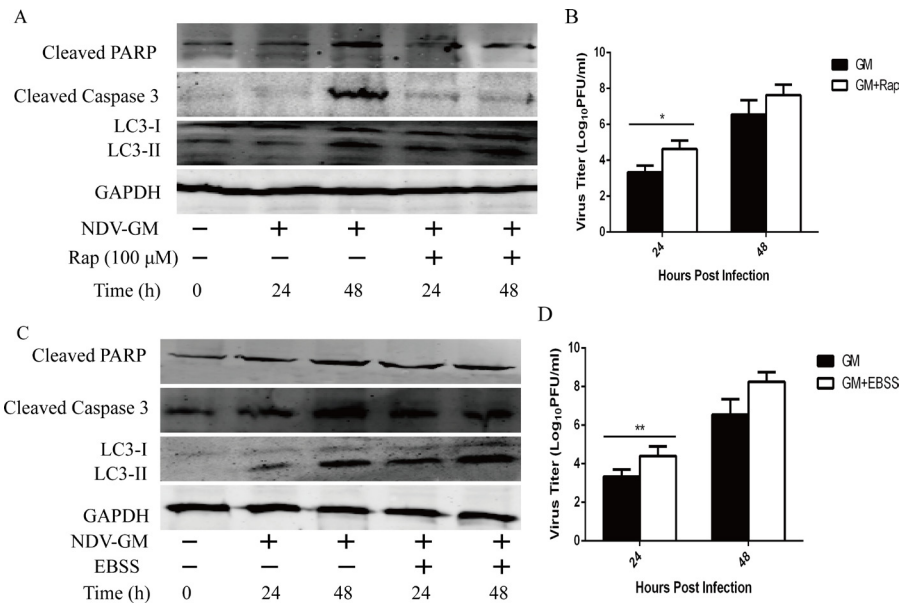 A
Cleaved PARP
Cleaved Caspase 3
LC3-I
LC3-II
GAPDH
NDV-GM − + + + +
Rap (100 μM) − − − + +
Time (h) 0 24 48 24 48
B
Virus Titer (Log10PFU/ml)
10
8
6
4
2
0
*
GM
GM+Rap
24 48
Hours Post Infection
C
Cleaved PARP
Cleaved Caspase 3
LC3-I
LC3-II
GAPDH
NDV-GM − + + + +
EBSS − − − + +
Time (h) 0 24 48 24 48
D
Virus Titer (Log10PFU/ml)
10
8
6
4
2
0
**
GM
GM+EBSS
24 48
Hours Post Infection